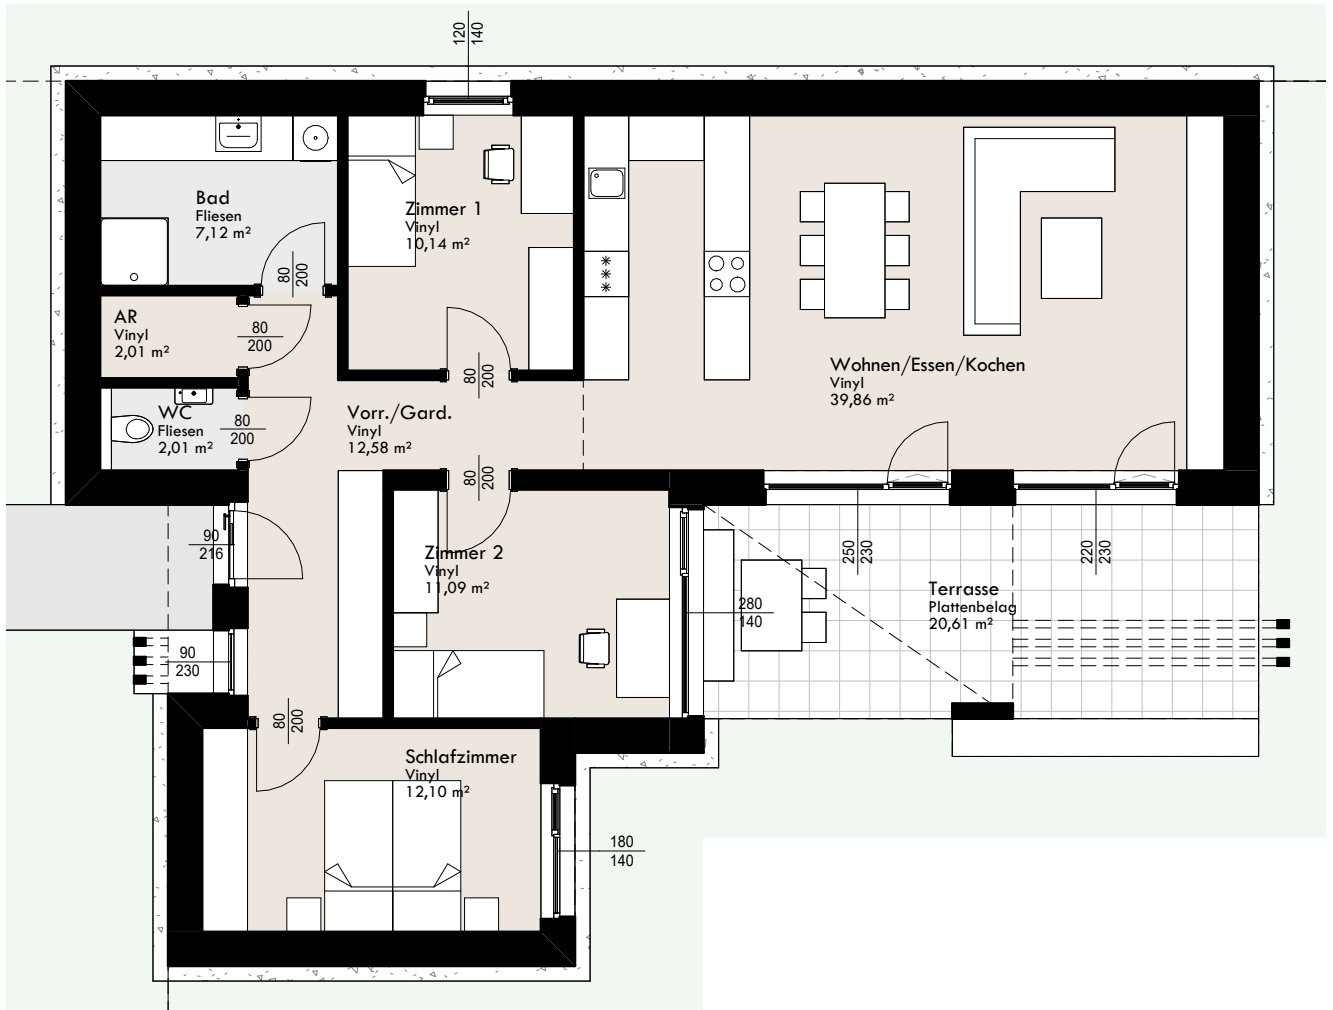 120
140
Bad
Fliesen
7,12 m²
80
200
Zimmer 1
Vinyl
10,14 m²
AR
Vinyl
2,01 m²
80
200
80
200
Wohnen/Essen/Kochen
Vinyl
39,86 m²
WC
Fliesen
2,01 m²
80
200
Vorr./Gard.
Vinyl
12,58 m²
80
200
90
216
Zimmer 2
Vinyl
11,09 m²
250
230
220
230
280
140
Terrasse
Plattenbelag
20,61 m²
90
230
80
200
Schlafzimmer
Vinyl
12,10 m²
180
140